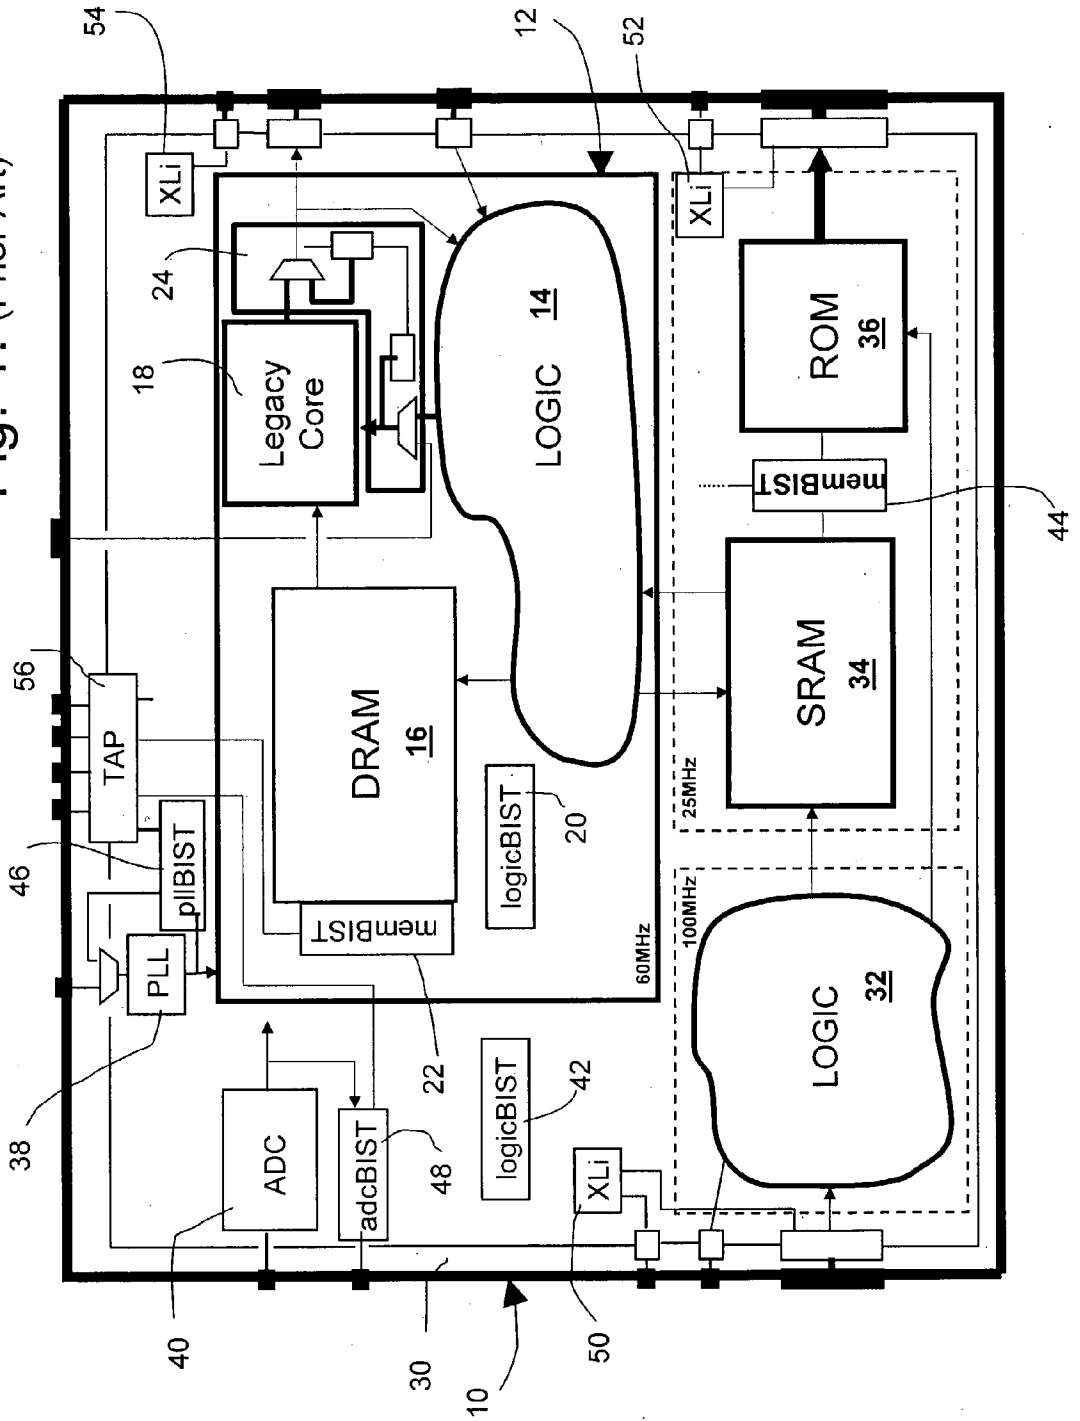 Fig. 1. (Prior Art)
38
46
56
54
40
PLL
pllBIST
TAP
XLi
18
24
ADC
Legacy
Core
48
adcBIST
memBIST
DRAM
16
22
30
10
logicBIST
42
logicBIST
20
LOGIC
14
12
50
XLi
60MHz
52
XLi
100MHz
25MHz
LOGIC
32
SRAM
34
memBIST
ROM
36
44